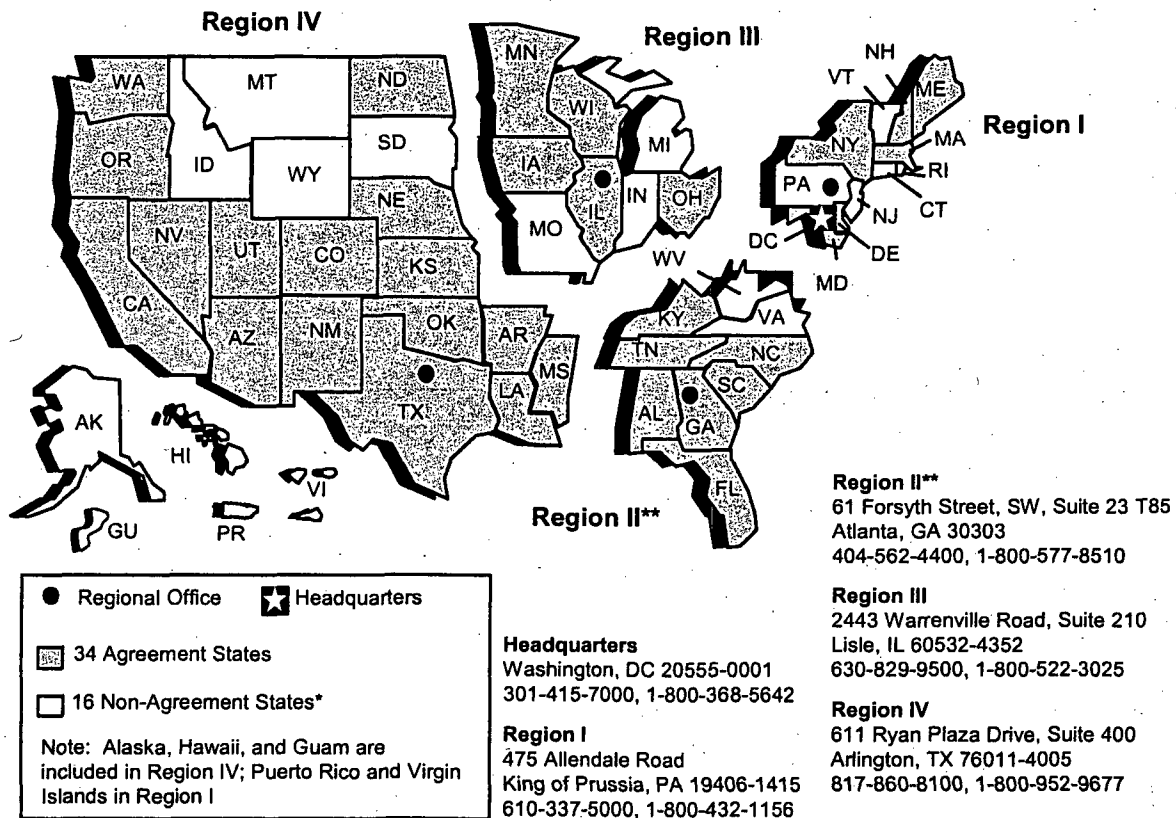 Region IV
Region III
Region I
WA
MT
ND
MN
WI
MI
NH
VT
ME
OR
ID
SD
WY
IA
NY
MA
PA
RI
NE
IL
IN
OH
NJ
CT
NV
UT
CO
MO
DC
DE
CA
KS
WV
MD
AZ
NM
OK
AR
KY
VA
TN
NC
MS
SC
TX
LA
AL
GA
AK
HI
VI
FL
GU
PR
Region II**
● Regional Office
Headquarters
34 Agreement States
16 Non-Agreement States*
Note: Alaska, Hawaii, and Guam are
included in Region IV; Puerto Rico and Virgin
Islands in Region I
Headquarters
Washington, DC 20555-0001
301-415-7000, 1-800-368-5642
Region I
475 Allendale Road
King of Prussia, PA 19406-1415
610-337-5000, 1-800-432-1156
Region II**
61 Forsyth Street, SW, Suite 23 T85
Atlanta, GA 30303
404-562-4400, 1-800-577-8510
Region III
2443 Warrenville Road, Suite 210
Lisle, IL 60532-4352
630-829-9500, 1-800-522-3025
Region IV
611 Ryan Plaza Drive, Suite 400
Arlington, TX 76011-4005
817-860-8100, 1-800-952-9677